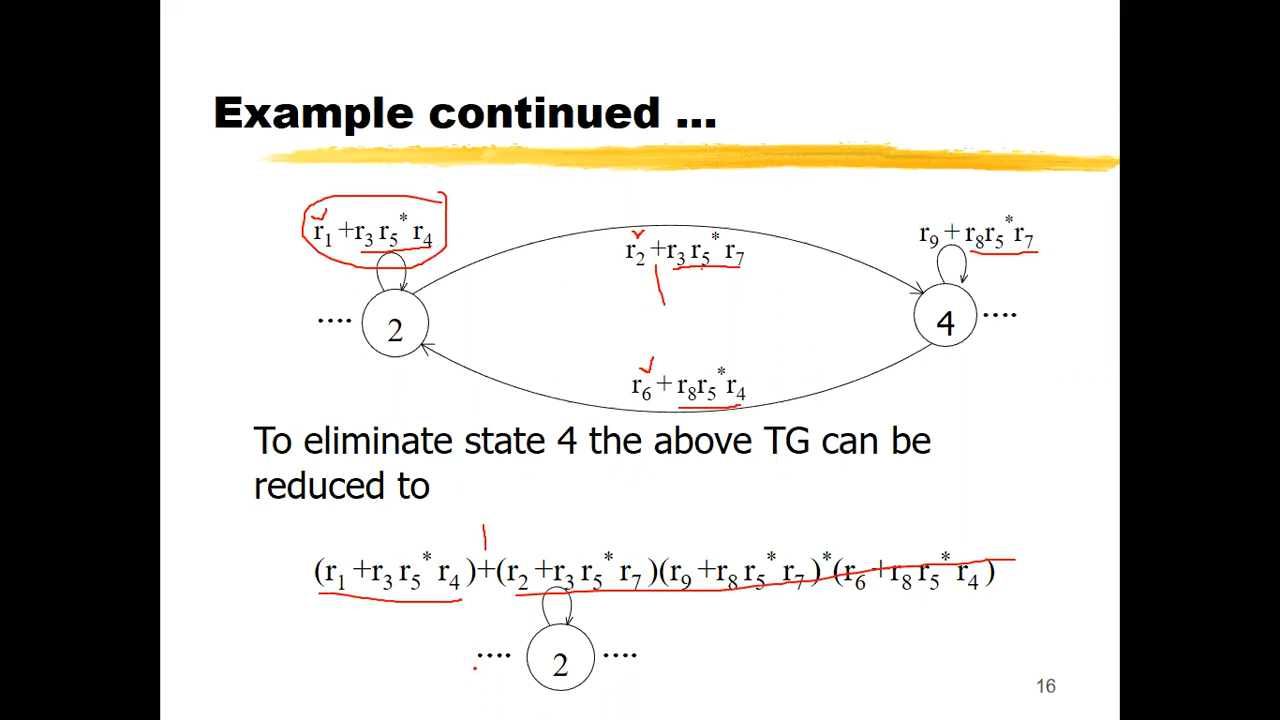 Example continued ...
r₁ +r₃ r₅* r₄
r₂ +r₃ r₅* r₇
r₉ + r₈r₅* r₇
.... 2
4 ....
r₆ + r₈r₅* r₄
To eliminate state 4 the above TG can be
reduced to
(r₁ +r₃ r₅* r₄ )+(r₂ +r₃ r₅* r₇ )(r₉ +r₈ r₅* r₇ )*(r₆ +r₈ r₅* r₄ )
.... 2 ....
16